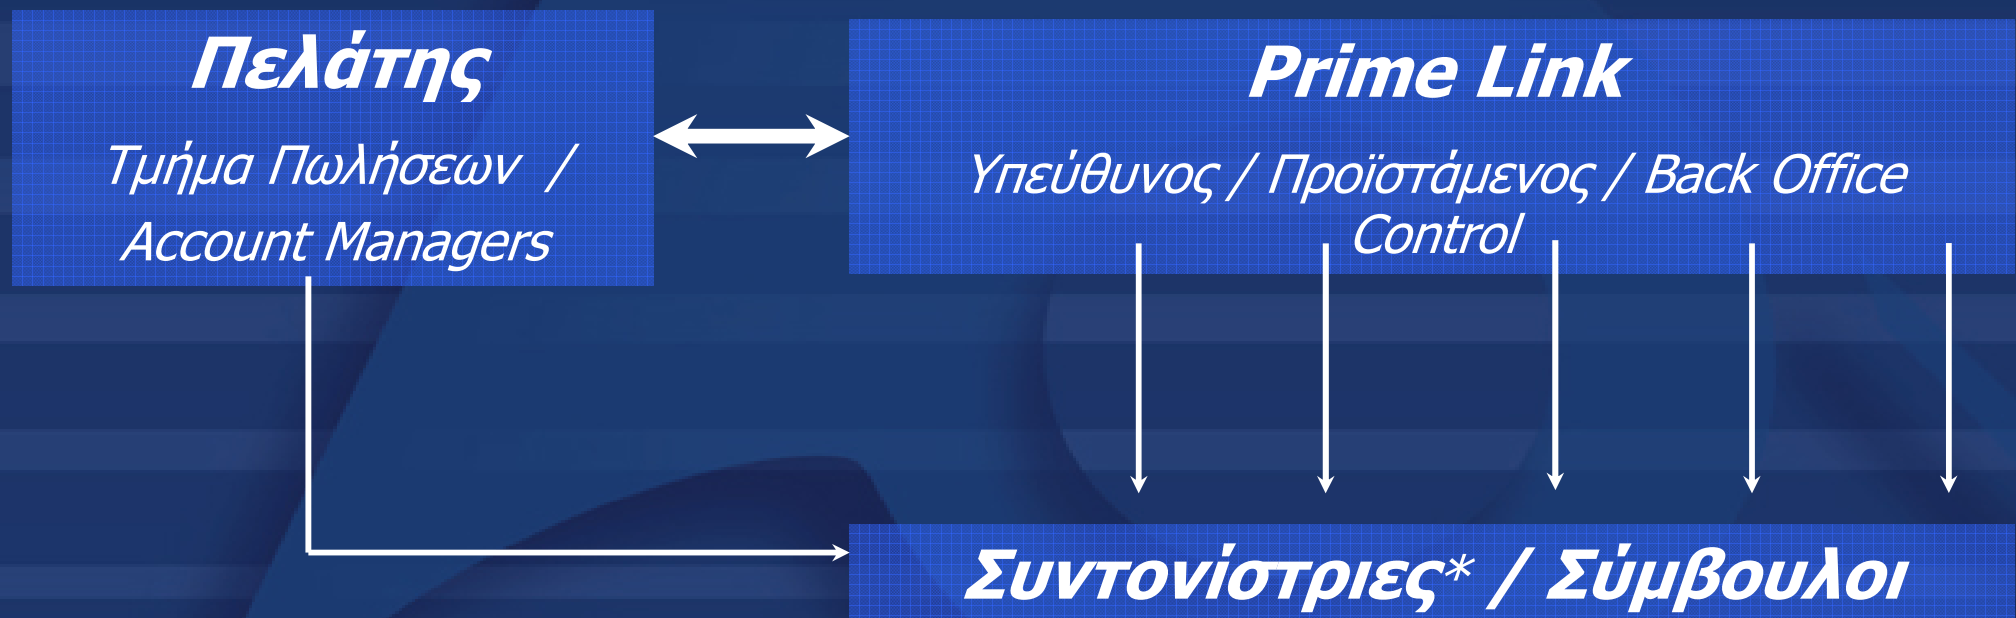 Πελάτης
Τμήμα Πωλήσεων /
Account Managers
Prime Link
Υπεύθυνος / Προϊστάμενος / Back Office
Control
Συντονίστριες* / Σύμβουλοι